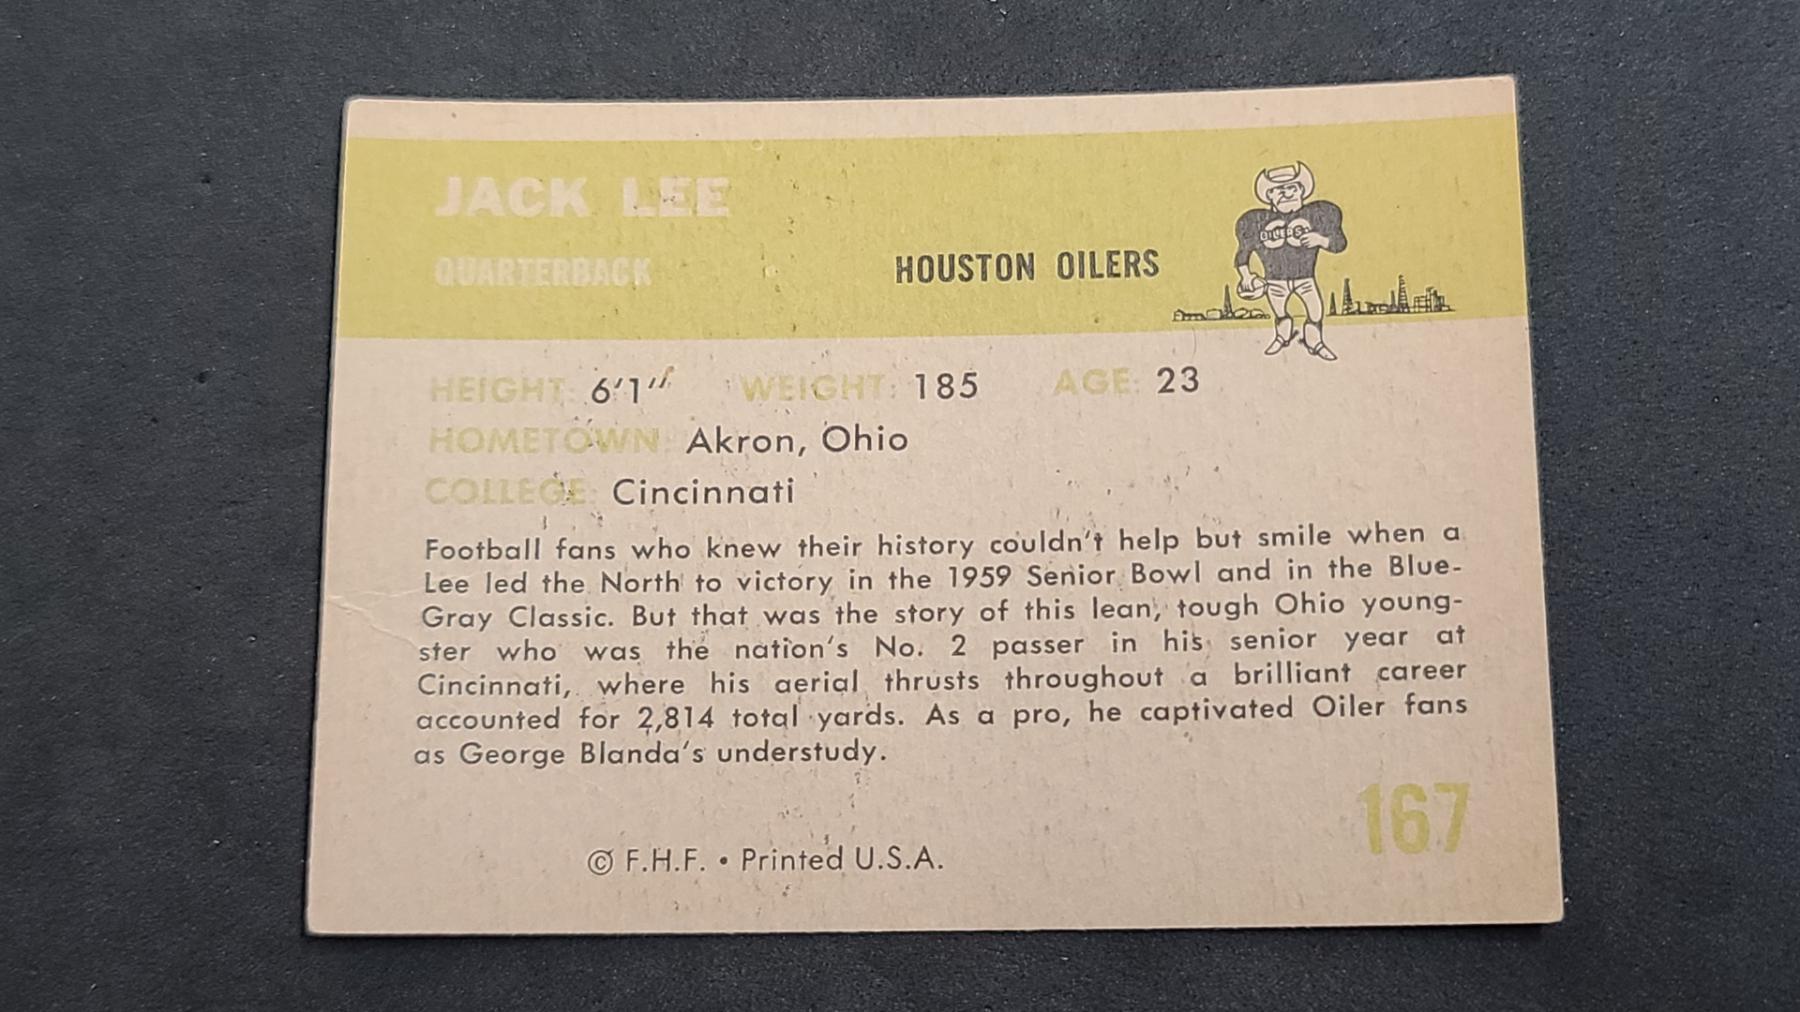 JACK LEE
QUARTERBACK
HOUSTON OILERS
OILERS
HEIGHT: 6'1" WEIGHT: 185 AGE: 23
HOMETOWN: Akron, Ohio
COLLEGE: Cincinnati
Football fans who knew their history couldn't help but smile when a
Lee led the North to victory in the 1959 Senior Bowl and in the Blue-
Gray Classic. But that was the story of this lean, tough Ohio young-
ster who was the nation's No. 2 passer in his senior year at
Cincinnati, where his aerial thrusts throughout a brilliant career
accounted for 2,814 total yards. As a pro, he captivated Oiler fans
as George Blanda's understudy.
167
© F.H.F. • Printed U.S.A.